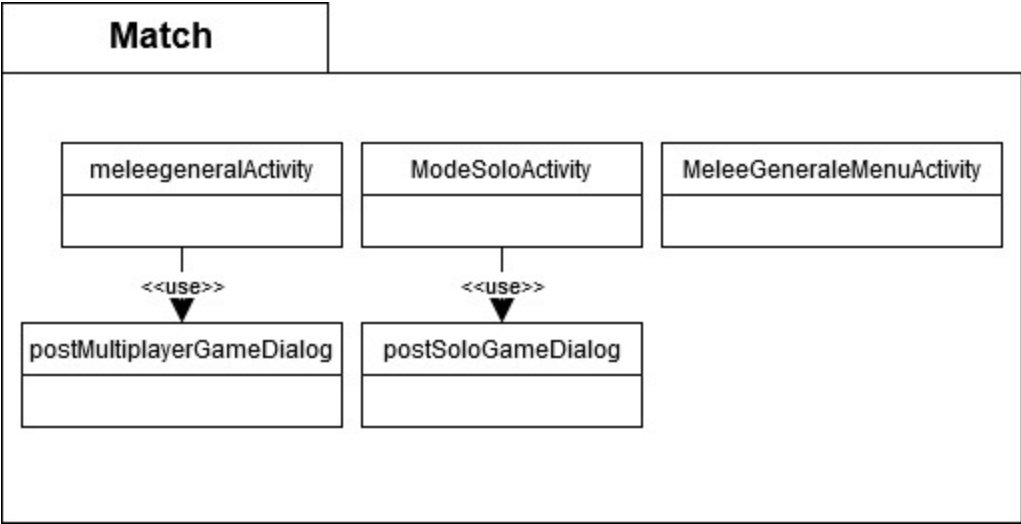 Match
meleegeneralActivity
ModeSoloActivity
MeleeGeneraleMenuActivity
<<use>>
<<use>>
postMultiplayerGameDialog
postSoloGameDialog